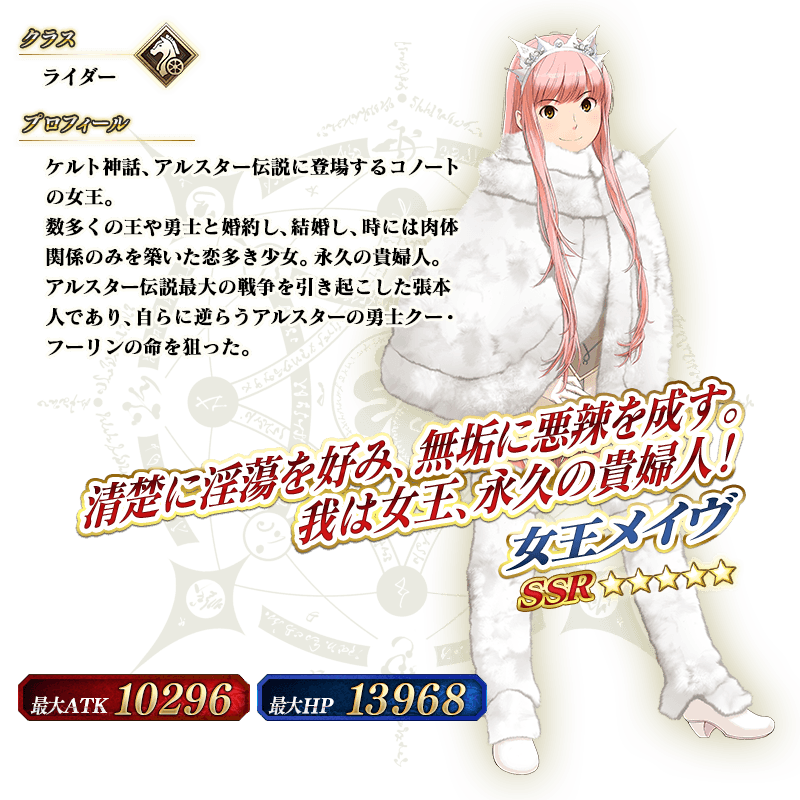 クラス
ライダー
プロフィール
ケルト神話、アルスター伝説に登場するコノート
の女王。
数多くの王や勇士と婚約し、結婚し、時には肉体
関係のみを築いた恋多き少女。永久の貴婦人。
アルスター伝説最大の戦争を引き起こした張本
人であり、自らに逆らうアルスターの勇士クー・
フーリンの命を狙った。
清楚に淫蕩を好み、無垢に悪辣を成す。
我は女王、永久の貴婦人！
女王メイヴ
SSR☆☆☆☆☆
最大ATK 10296
最大HP 13968